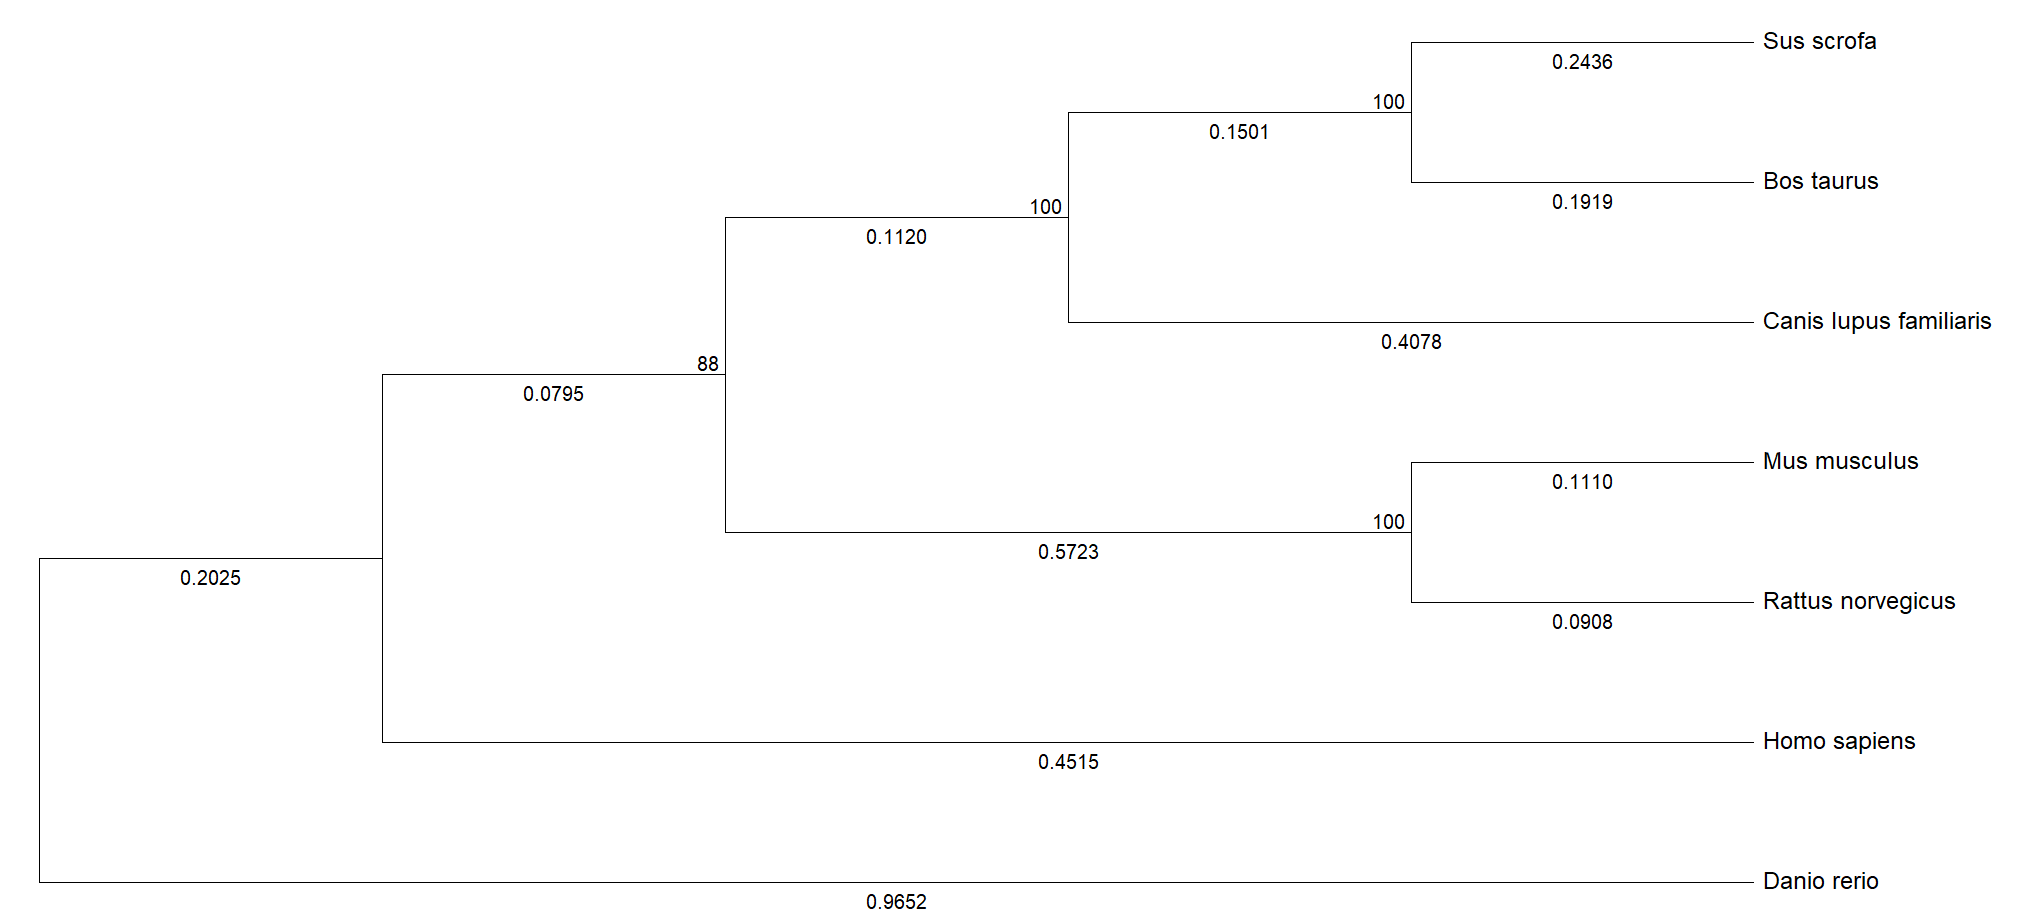 Sus scrofa
0.2436
100
0.1501
Bos taurus
0.1919
100
0.1120
Canis lupus familiaris
0.4078
88
0.0795
Mus musculus
0.1110
100
0.5723
0.2025
Rattus norvegicus
0.0908
Homo sapiens
0.4515
Danio rerio
0.9652